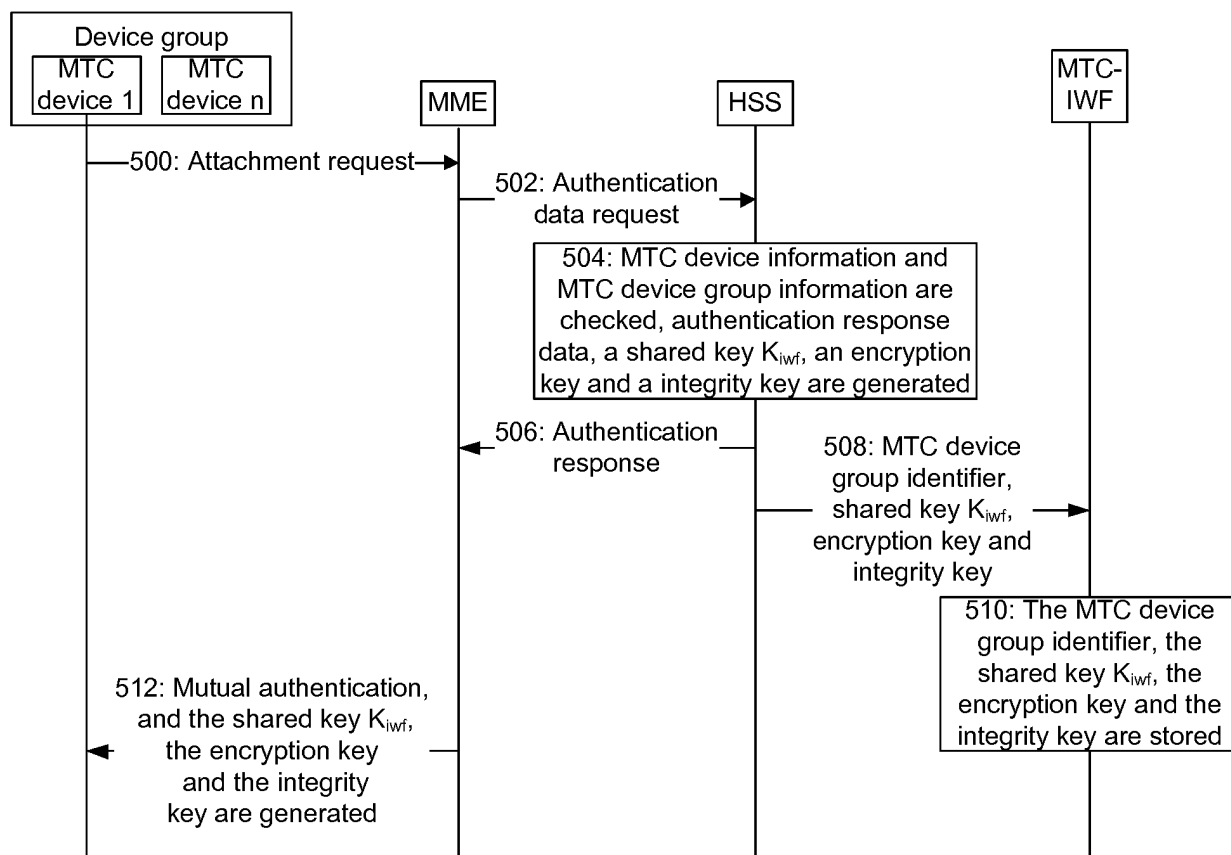 Device group
MTC
device 1
MTC
device n
MME
HSS
MTC-
IWF
500: Attachment request
502: Authentication
data request
504: MTC device information and
MTC device group information are
checked, authentication response
data, a shared key Kiwf, an encryption
key and a integrity key are generated
506: Authentication
response
508: MTC device
group identifier,
shared key Kiwf,
encryption key and
integrity key
510: The MTC device
group identifier, the
shared key Kiwf, the
encryption key and the
integrity key are stored
512: Mutual authentication,
and the shared key Kiwf,
the encryption key
and the integrity
key are generated